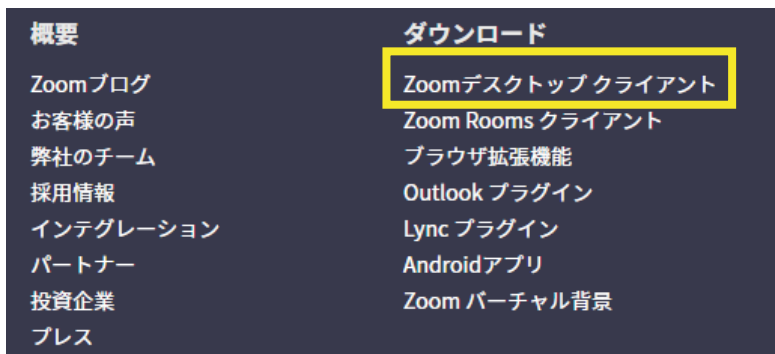 概要
Zoomブログ
お客様の声
弊社のチーム
採用情報
インテグレーション
パートナー
投資企業
プレス
ダウンロード
Zoomデスクトップ クライアント
Zoom Rooms クライアント
ブラウザ拡張機能
Outlook プラグイン
Lync プラグイン
Androidアプリ
Zoom バーチャル背景